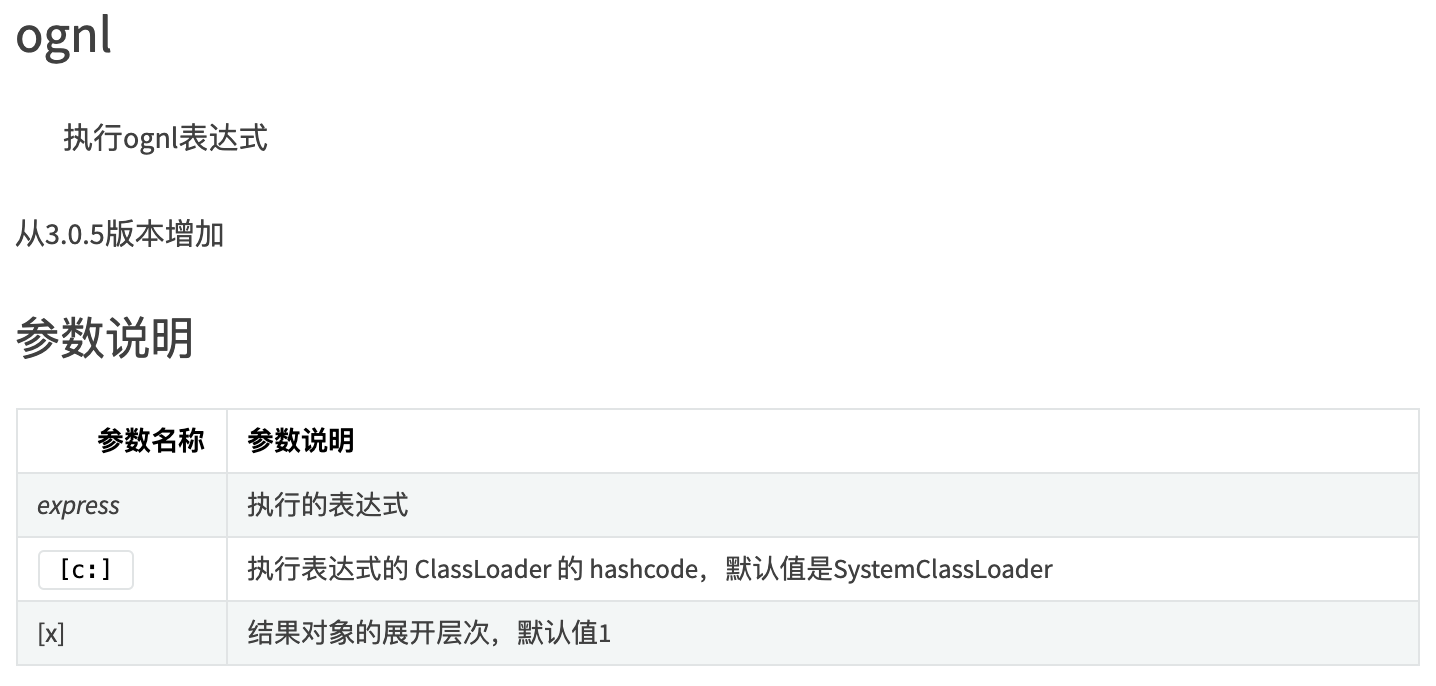 ognl
执行ognl表达式
从3.0.5版本增加
参数说明
参数名称 参数说明
express 执行的表达式
[c:] 执行表达式的 ClassLoader 的 hashcode，默认值是SystemClassLoader
[x] 结果对象的展开层次，默认值1